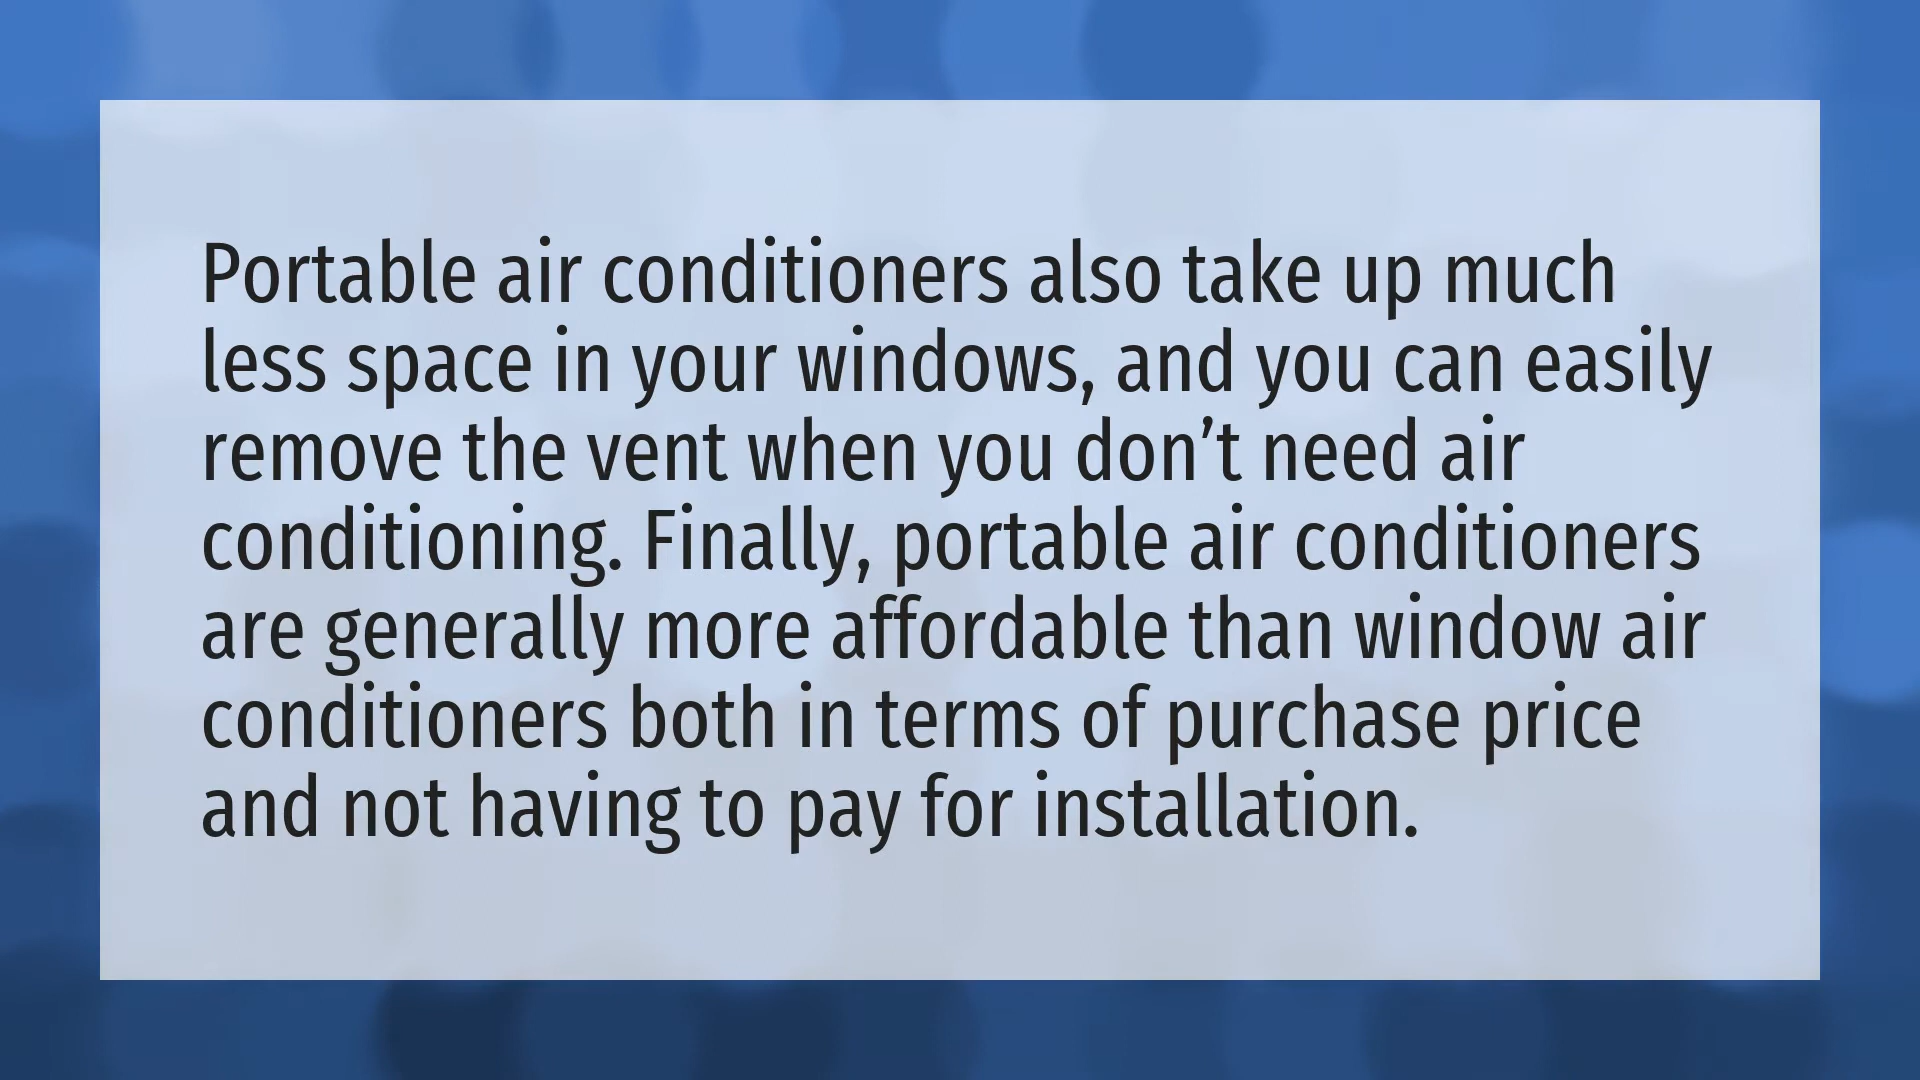 Portable air conditioners also take up much
less space in your windows, and you can easily
remove the vent when you don’t need air
conditioning. Finally, portable air conditioners
are generally more affordable than window air
conditioners both in terms of purchase price
and not having to pay for installation.